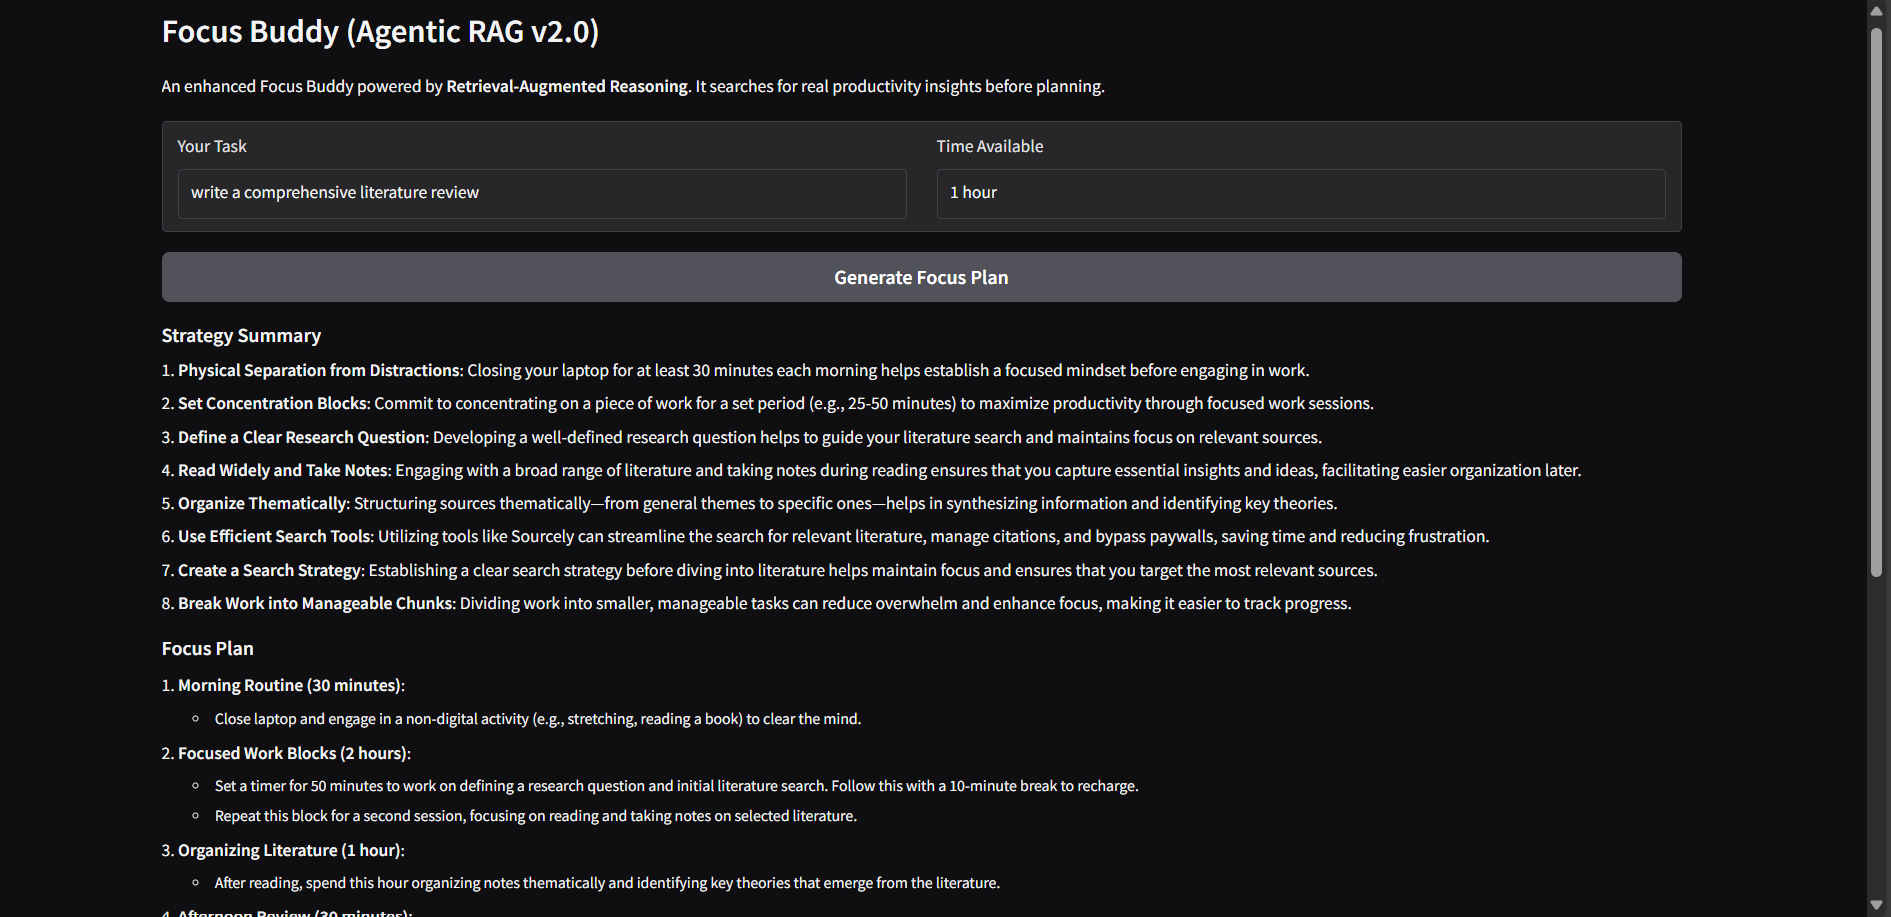 Focus Buddy (Agentic RAG v2.0)
An enhanced Focus Buddy powered by Retrieval-Augmented Reasoning. It searches for real productivity insights before planning.
Your Task
Time Available
write a comprehensive literature review
1 hour
Generate Focus Plan
Strategy Summary
1. Physical Separation from Distractions: Closing your laptop for at least 30 minutes each morning helps establish a focused mindset before engaging in work.
2. Set Concentration Blocks: Commit to concentrating on a piece of work for a set period (e.g., 25-50 minutes) to maximize productivity through focused work sessions.
3. Define a Clear Research Question: Developing a well-defined research question helps to guide your literature search and maintains focus on relevant sources.
4. Read Widely and Take Notes: Engaging with a broad range of literature and taking notes during reading ensures that you capture essential insights and ideas, facilitating easier organization later.
5. Organize Thematically: Structuring sources thematically—from general themes to specific ones—helps in synthesizing information and identifying key theories.
6. Use Efficient Search Tools: Utilizing tools like Sourcely can streamline the search for relevant literature, manage citations, and bypass paywalls, saving time and reducing frustration.
7. Create a Search Strategy: Establishing a clear search strategy before diving into literature helps maintain focus and ensures that you target the most relevant sources.
8. Break Work into Manageable Chunks: Dividing work into smaller, manageable tasks can reduce overwhelm and enhance focus, making it easier to track progress.
Focus Plan
1. Morning Routine (30 minutes):
◦ Close laptop and engage in a non-digital activity (e.g., stretching, reading a book) to clear the mind.
2. Focused Work Blocks (2 hours):
◦ Set a timer for 50 minutes to work on defining a research question and initial literature search. Follow this with a 10-minute break to recharge.
◦ Repeat this block for a second session, focusing on reading and taking notes on selected literature.
3. Organizing Literature (1 hour):
◦ After reading, spend this hour organizing notes thematically and identifying key theories that emerge from the literature.
4. Afternoon Review (30 minutes):